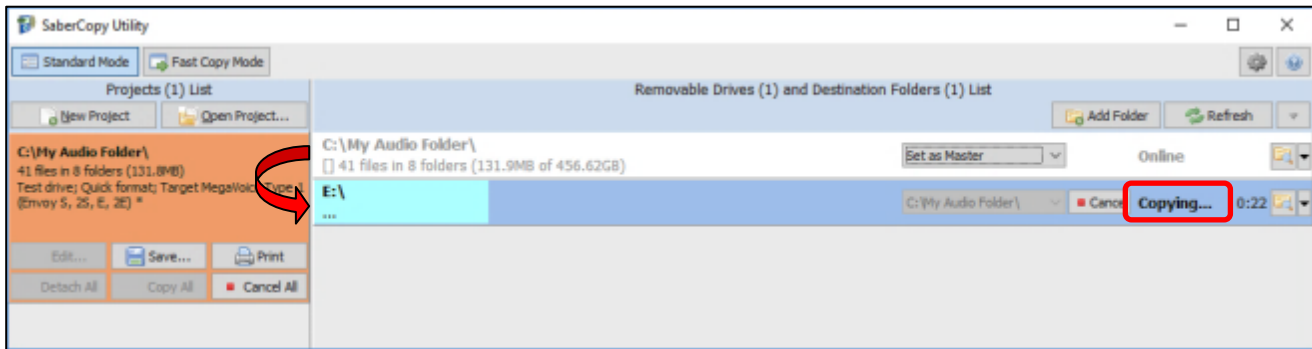 SaberCopy Utility
Standard Mode Fast Copy Mode
Projects (1) List
New Project Open Project...
C:\My Audio Folder\
41 files in 8 folders (131.8MB)
Test drive; Quick format; Target MegaVoice Type 1
(Envoy S, 2S, E, 2E) *
Edit... Save... Print
Detach All Copy All Cancel All
Removable Drives (1) and Destination Folders (1) List
Add Folder Refresh
C:\My Audio Folder\
[] 41 files in 8 folders (131.9MB of 456.62GB)
Set as Master Online
E:\
...
C:\My Audio Folder\ Cance Copying... 0:22